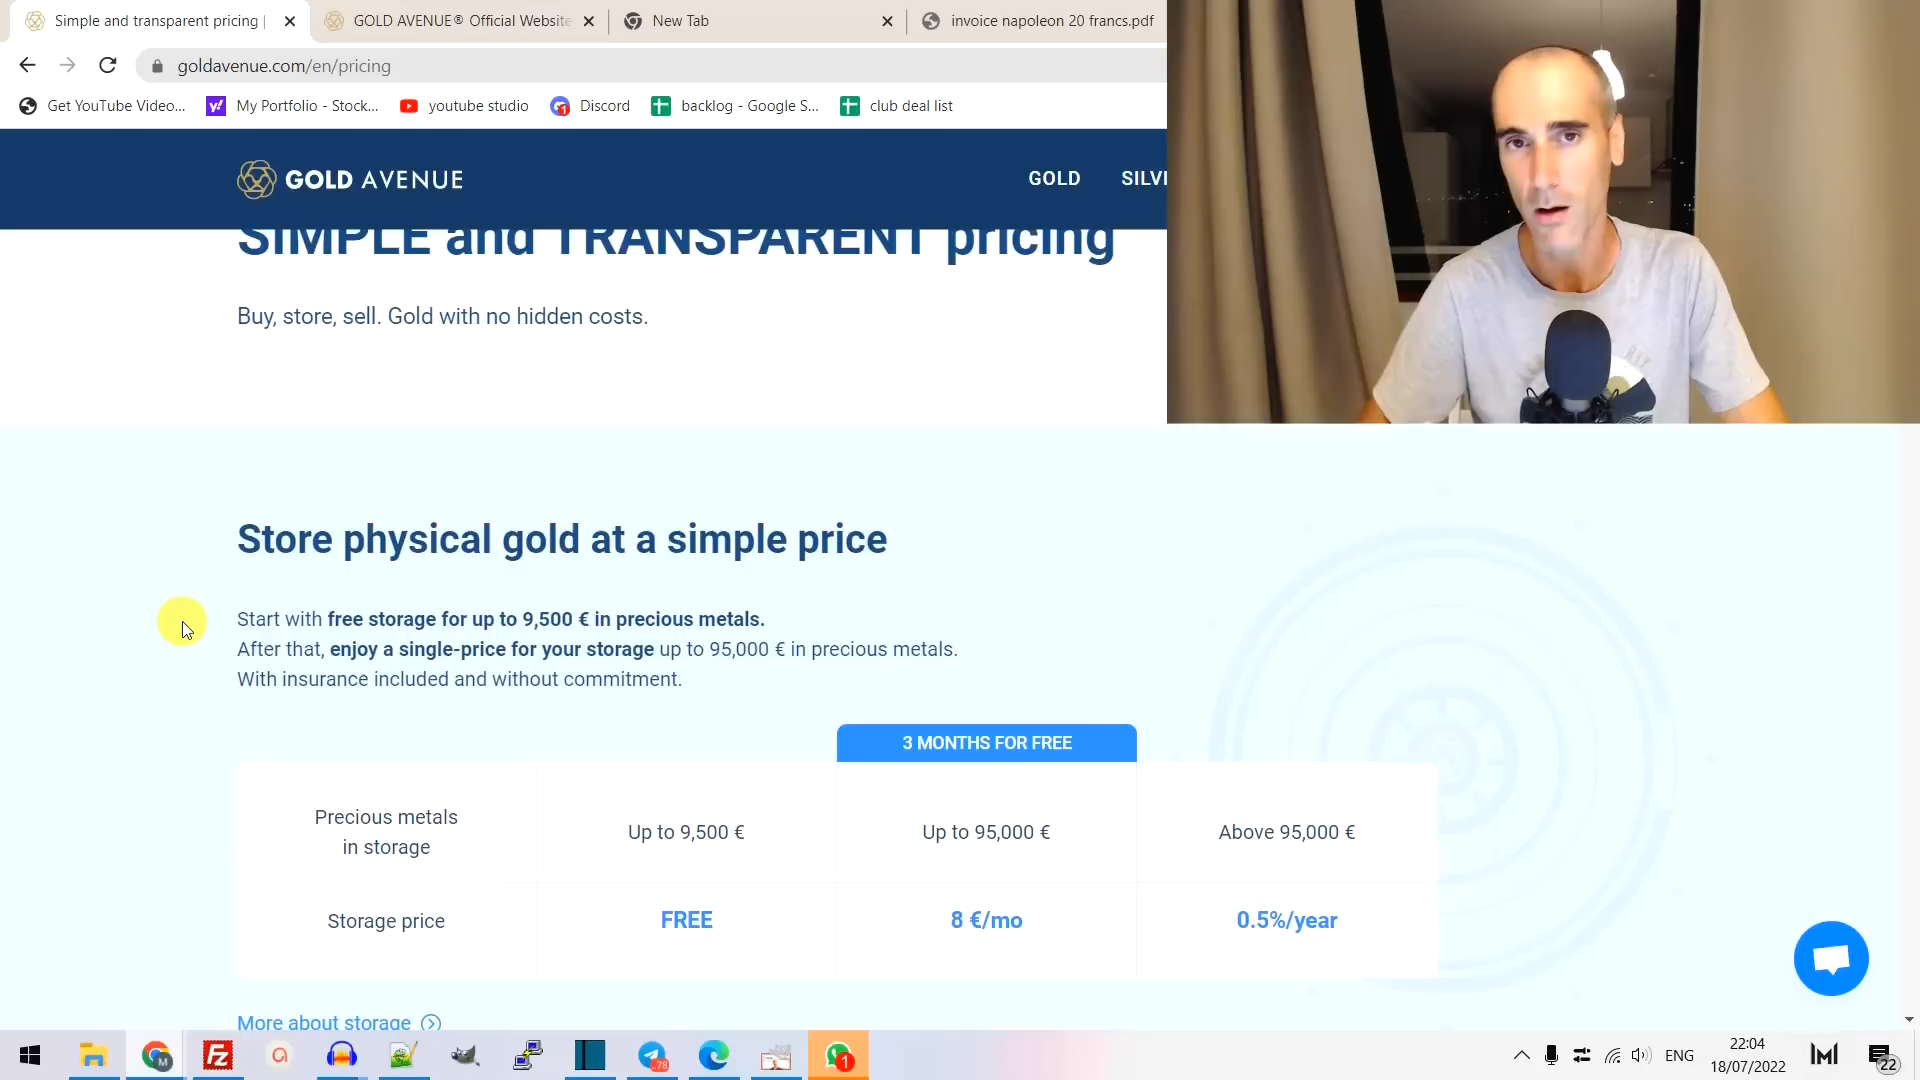 Simple and transparent pricing |
GOLD AVENUE® Official Website
New Tab
invoice napoleon 20 francs.pdf
goldavenue.com/en/pricing
Get YouTube Video...
My Portfolio - Stock...
youtube studio
Discord
backlog - Google S...
club deal list
GOLD AVENUE
GOLD
SILVE
SIMPLE and TRANSPARENT pricing
Buy, store, sell. Gold with no hidden costs.
Store physical gold at a simple price
Start with free storage for up to 9,500 € in precious metals.
After that, enjoy a single-price for your storage up to 95,000 € in precious metals.
With insurance included and without commitment.
3 MONTHS FOR FREE
Precious metals
in storage
Up to 9,500 €
Up to 95,000 €
Above 95,000 €
Storage price
FREE
8 €/mo
0.5%/year
More about storage
78
1
ENG
22:04
18/07/2022
22